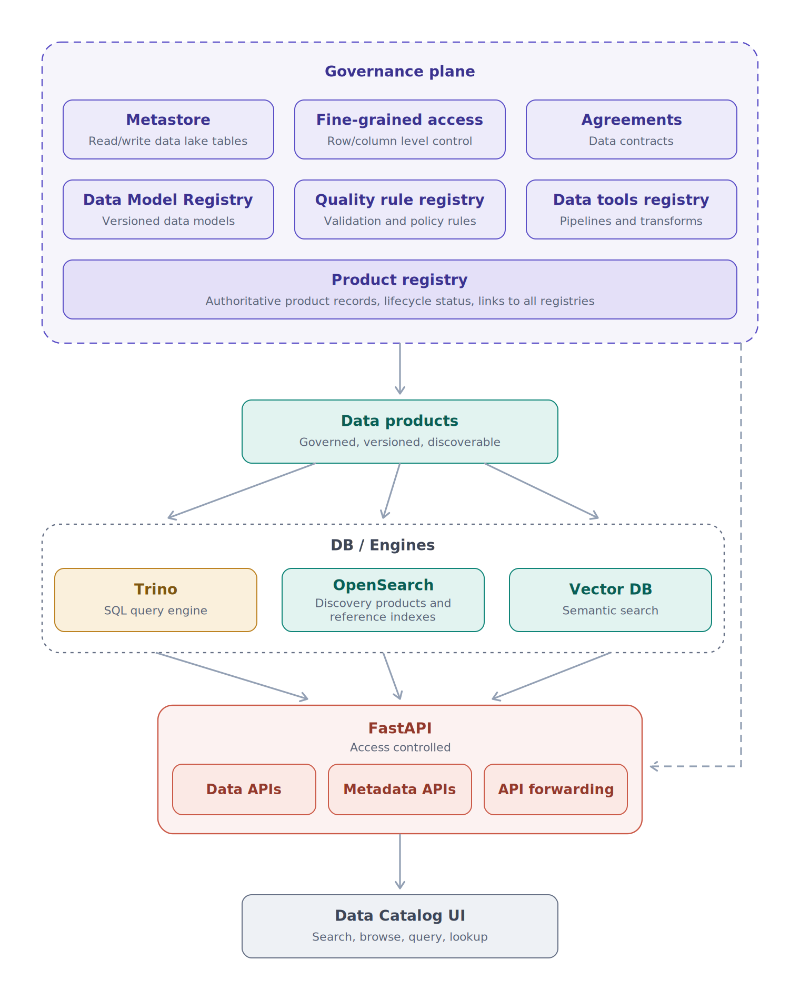 Governance plane
Metastore
Read/write data lake tables
Fine-grained access
Row/column level control
Agreements
Data contracts
Data Model Registry
Versioned data models
Quality rule registry
Validation and policy rules
Data tools registry
Pipelines and transforms
Product registry
Authoritative product records, lifecycle status, links to all registries
Data products
Governed, versioned, discoverable
DB / Engines
Trino
SQL query engine
OpenSearch
Discovery products and
reference indexes
Vector DB
Semantic search
FastAPI
Access controlled
Data APIs
Metadata APIs
API forwarding
Data Catalog UI
Search, browse, query, lookup